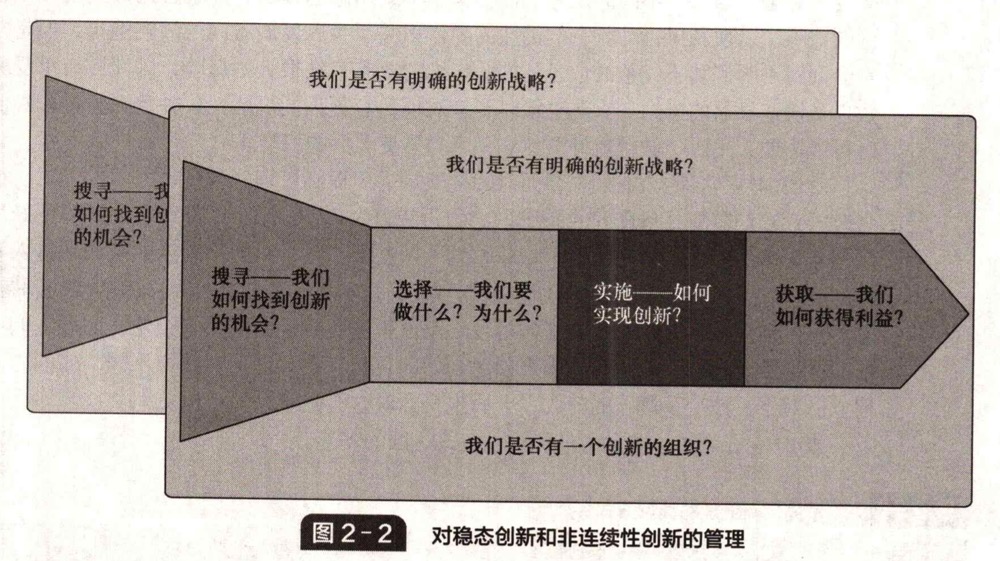 我们是否有明确的创新战略？
搜寻——我
如何找到创
的机会？
我们是否有明确的创新战略？
搜寻——我们
如何找到创新
的机会？
选择——我们要
做什么？为什么？
实施——如何
实现创新？
获取——我们
如何获得利益？
我们是否有一个创新的组织？
图2-2 对稳态创新和非连续性创新的管理